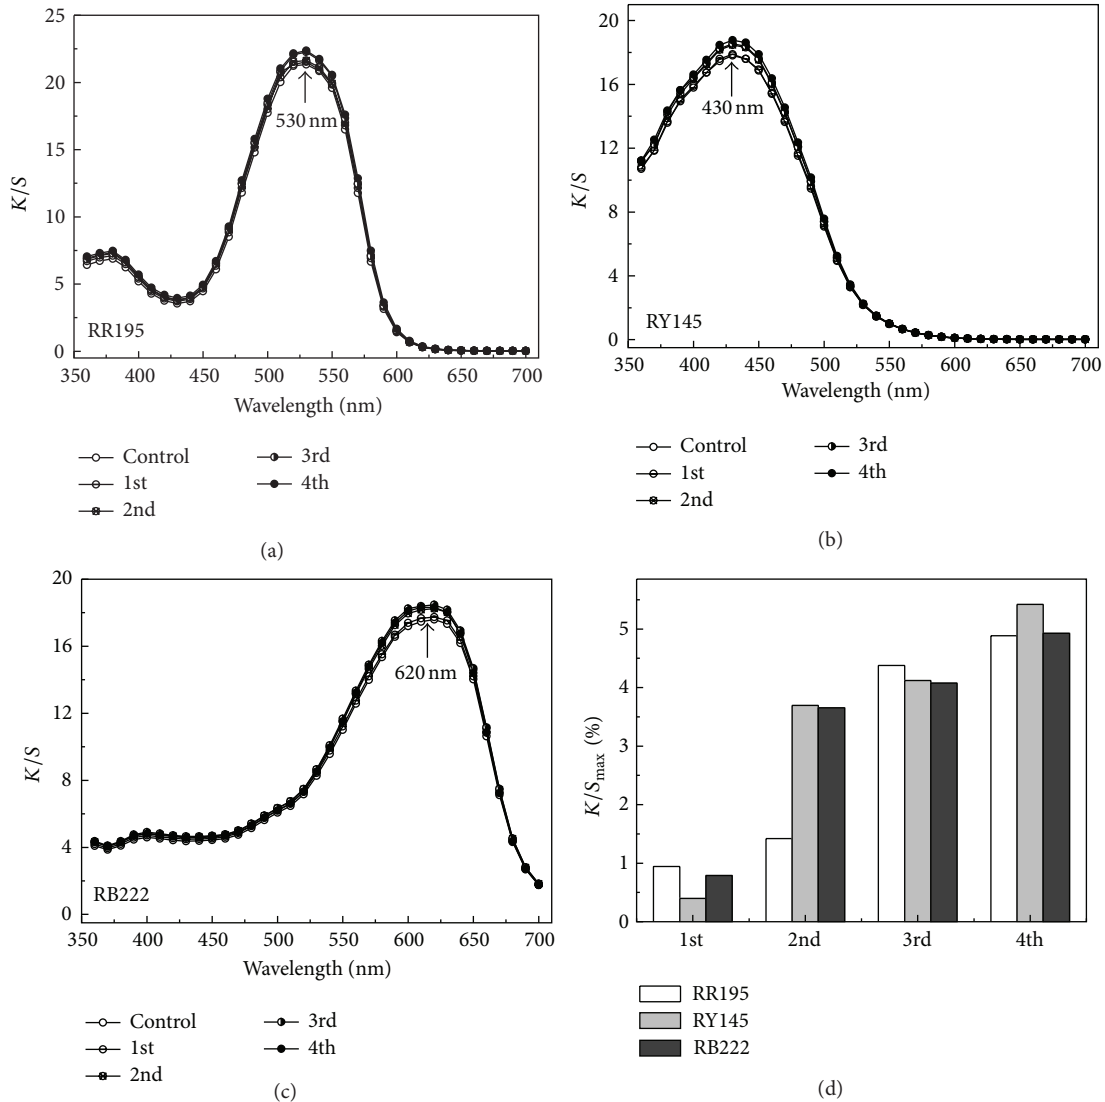 25
20
15
10
5
0
K/S
530 nm
RR195
350 400 450 500 550 600 650 700
Wavelength (nm)
Control 3rd
1st 4th
2nd
(a)
20
16
12
8
4
0
K/S
430 nm
RY145
350 400 450 500 550 600 650 700
Wavelength (nm)
Control 3rd
1st 4th
2nd
(b)
20
16
12
8
4
0
K/S
620 nm
RB222
350 400 450 500 550 600 650 700
Wavelength (nm)
Control 3rd
1st 4th
2nd
(c)
5
4
3
2
1
0
K/Smax (%)
1st 2nd 3rd 4th
RR195
RY145
RB222
(d)